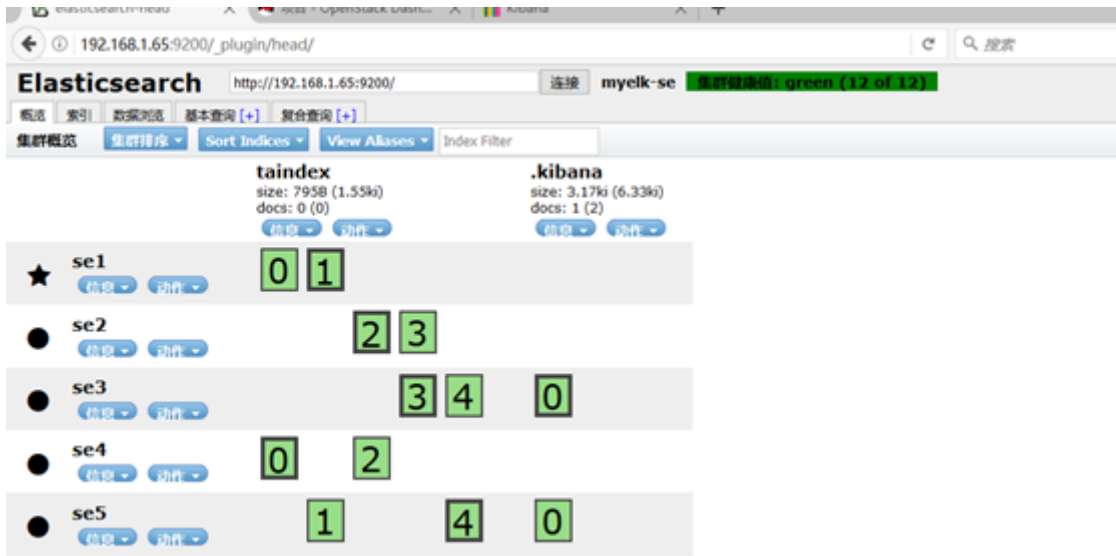 elasticsearch-head
项目 - OpenStack Dash...
Kibana
192.168.1.65:9200/_plugin/head/
搜索
Elasticsearch http://192.168.1.65:9200/ 连接 myelk-se 集群健康值: green (12 of 12)
概览 索引 数据浏览 基本查询 [+] 复合查询 [+]
集群概览 集群排序 Sort Indices View Aliases Index Filter
taindex .kibana
size: 795B (1.55ki) size: 3.17ki (6.33ki)
docs: 0 (0) docs: 1 (2)
信息 动作 信息 动作
se1 0 1
信息 动作
se2 2 3
信息 动作
se3 3 4 0
信息 动作
se4 0 2
信息 动作
se5 1 4 0
信息 动作